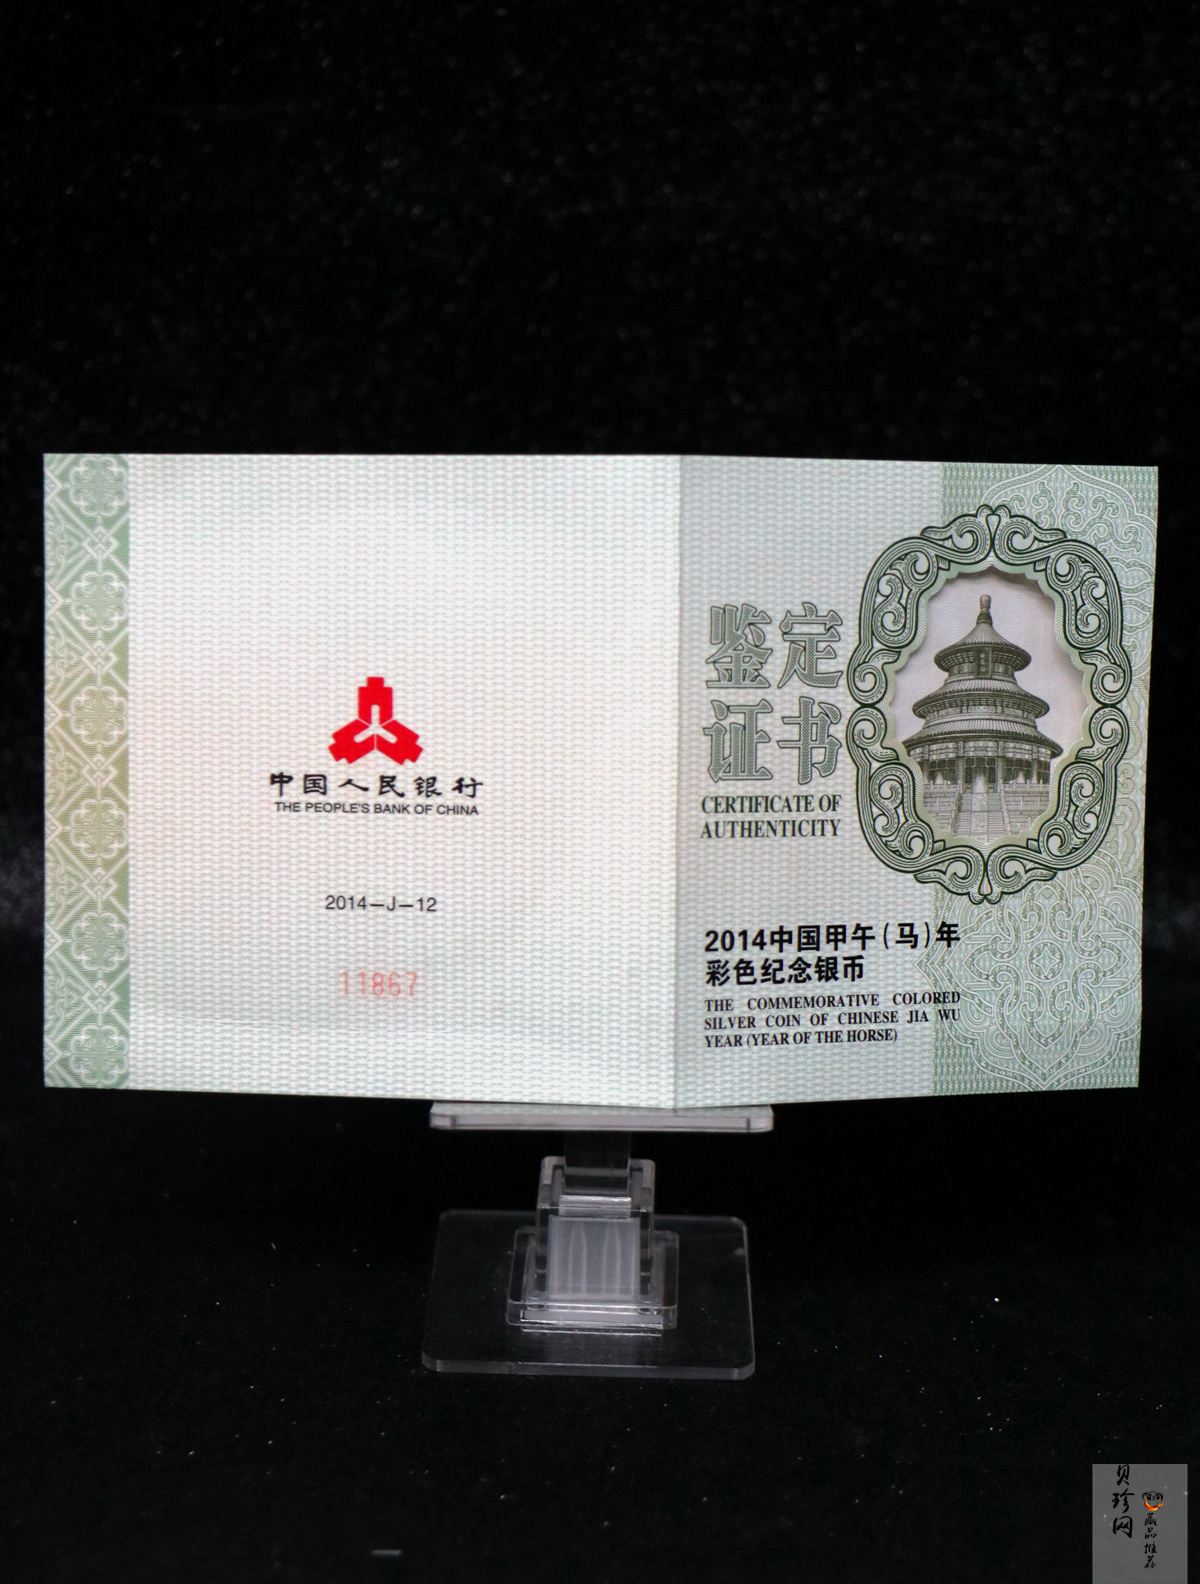 中国人民银行
THE PEOPLE'S BANK OF CHINA
2014-J-12
11867
鉴定
证书
CERTIFICATE OF
AUTHENTICITY
2014中国甲午(马)年
彩色纪念银币
THE COMMEMORATIVE COLORED
SILVER COIN OF CHINESE JIA WU
YEAR (YEAR OF THE HORSE)
贝珍网
藏品推荐